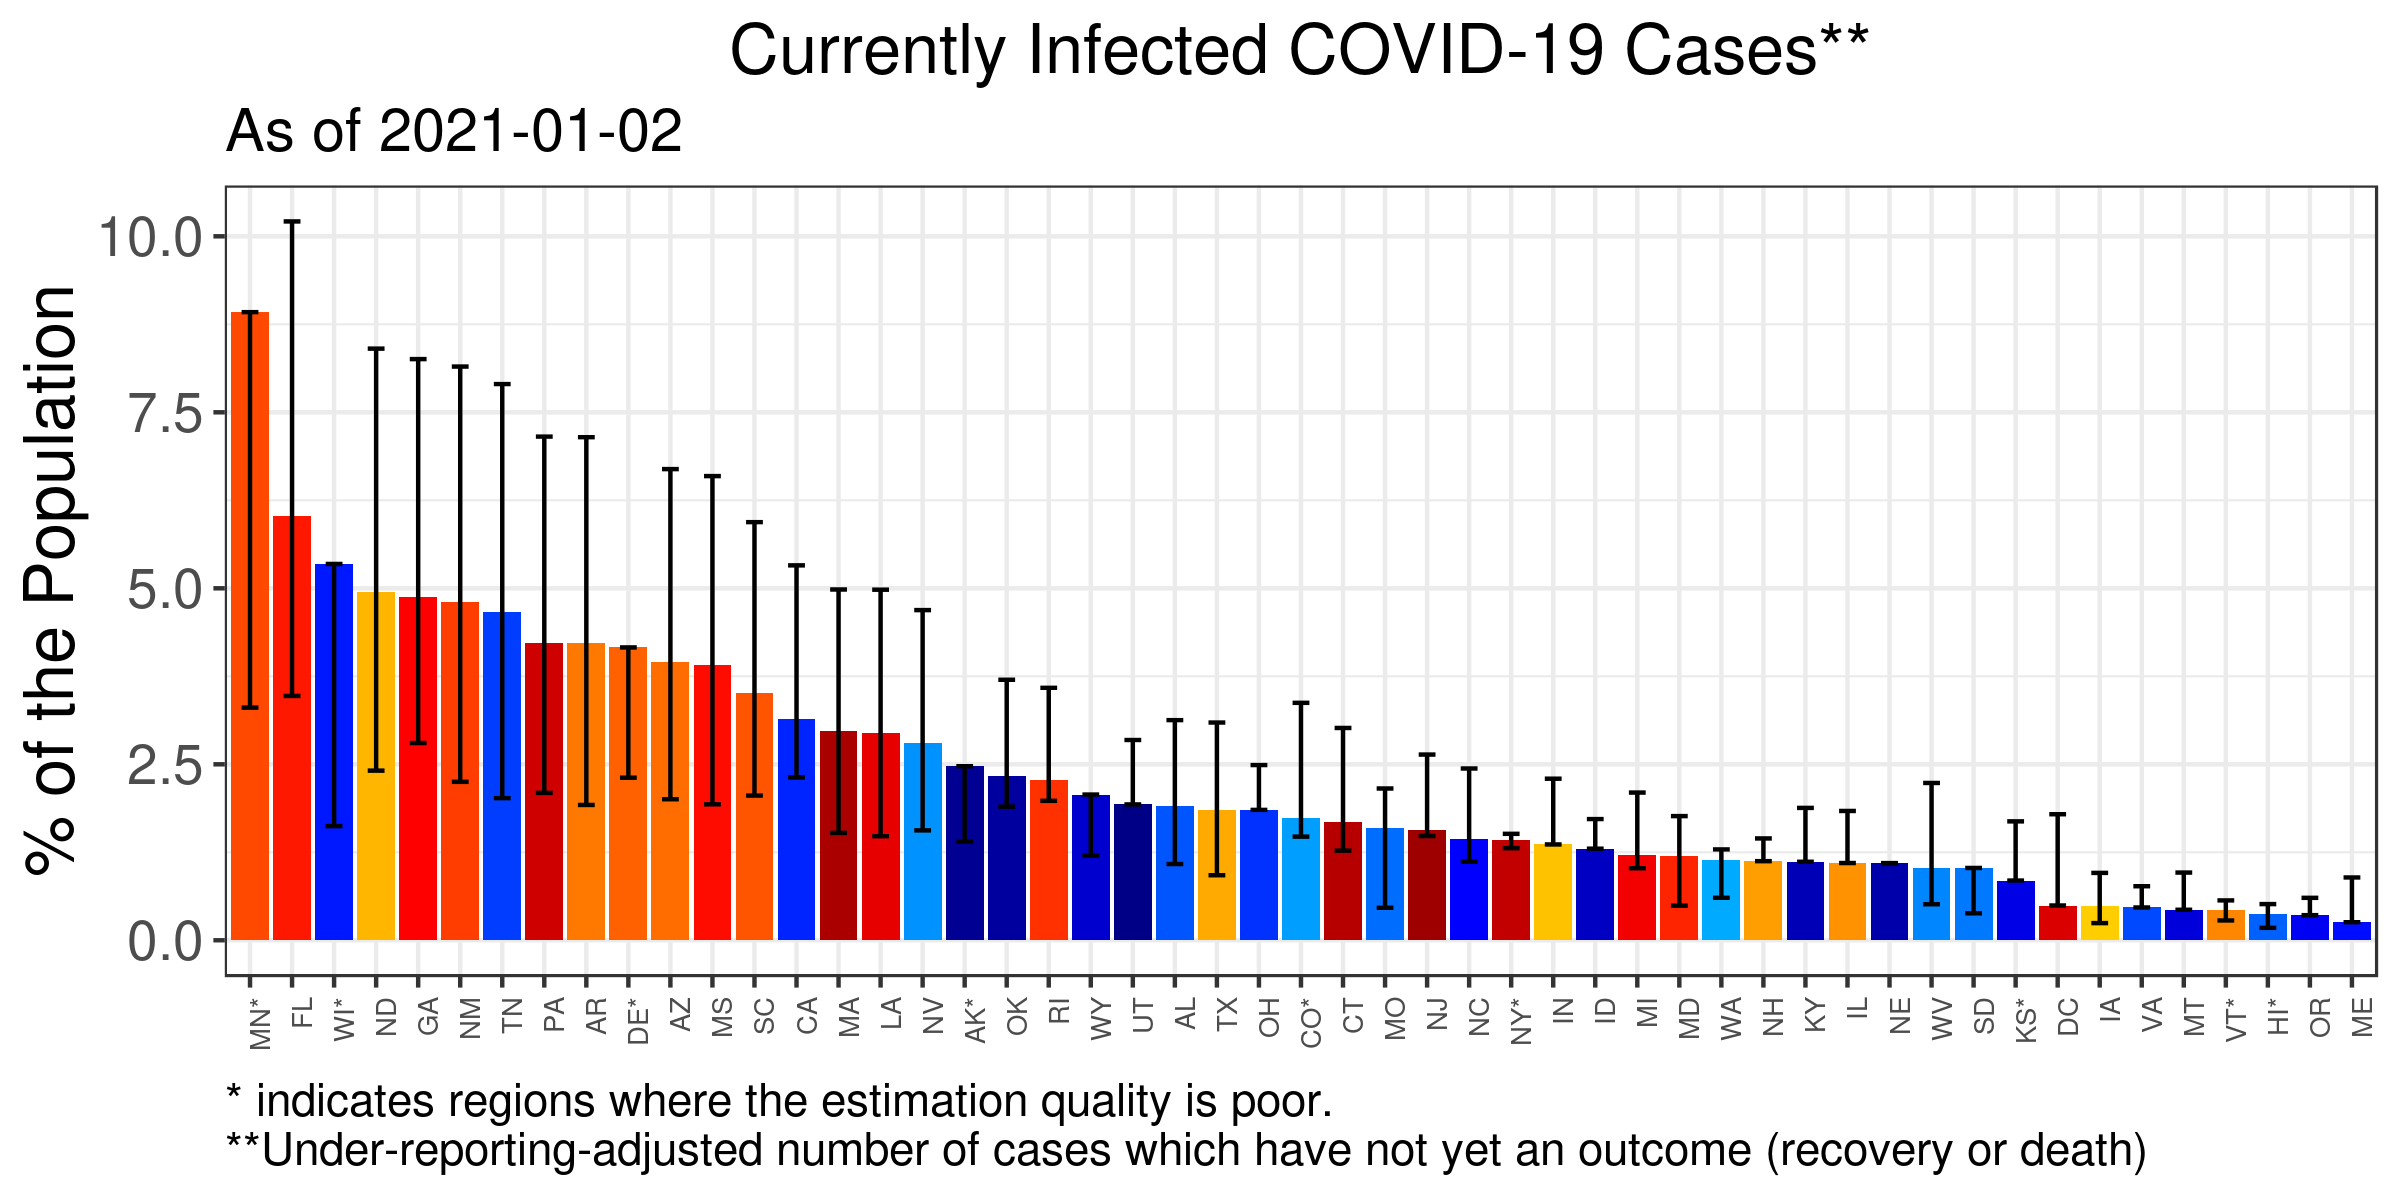 Currently Infected COVID-19 Cases**
As of 2021-01-02
% of the Population
10.0
7.5
5.0
2.5
0.0
MN* FL WI* ND GA NM TN PA AR DE* AZ MS SC CA MA LA NV AK* OK RI WY UT AL TX OH CO* CT MO NJ NC NY* IN ID MI MD WA NH KY IL NE WV SD KS* DC IA VA MT VT* HI* OR ME
* indicates regions where the estimation quality is poor.
**Under-reporting-adjusted number of cases which have not yet an outcome (recovery or death)